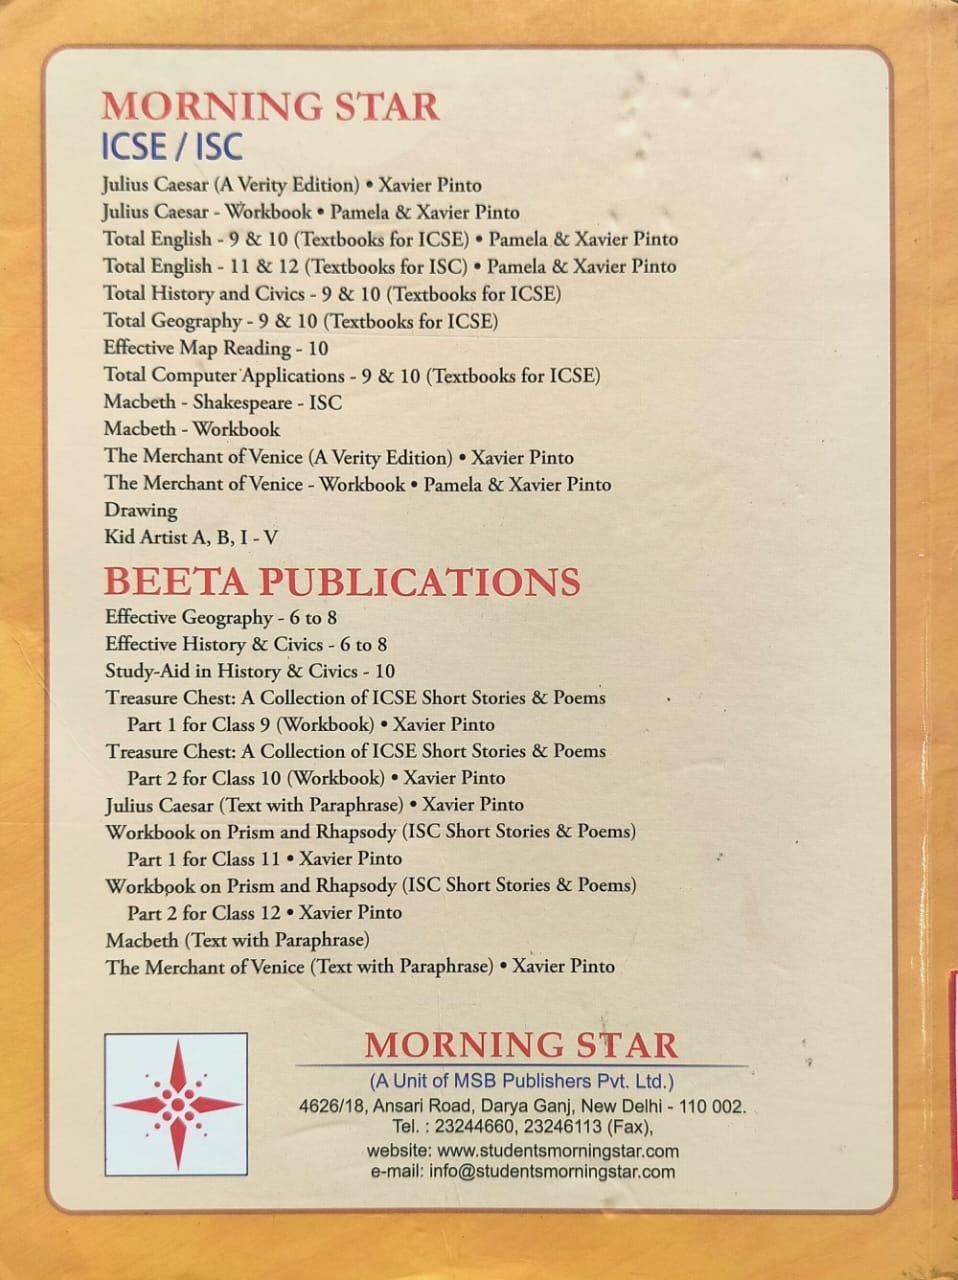 MORNING STAR
ICSE / ISC
Julius Caesar (A Verity Edition) • Xavier Pinto
Julius Caesar - Workbook • Pamela & Xavier Pinto
Total English - 9 & 10 (Textbooks for ICSE) • Pamela & Xavier Pinto
Total English - 11 & 12 (Textbooks for ISC) • Pamela & Xavier Pinto
Total History and Civics - 9 & 10 (Textbooks for ICSE)
Total Geography - 9 & 10 (Textbooks for ICSE)
Effective Map Reading - 10
Total Computer Applications - 9 & 10 (Textbooks for ICSE)
Macbeth - Shakespeare - ISC
Macbeth - Workbook
The Merchant of Venice (A Verity Edition) • Xavier Pinto
The Merchant of Venice - Workbook • Pamela & Xavier Pinto
Drawing
Kid Artist A, B, I - V
BEETA PUBLICATIONS
Effective Geography - 6 to 8
Effective History & Civics - 6 to 8
Study-Aid in History & Civics - 10
Treasure Chest: A Collection of ICSE Short Stories & Poems
Part 1 for Class 9 (Workbook) • Xavier Pinto
Treasure Chest: A Collection of ICSE Short Stories & Poems
Part 2 for Class 10 (Workbook) • Xavier Pinto
Julius Caesar (Text with Paraphrase) • Xavier Pinto
Workbook on Prism and Rhapsody (ISC Short Stories & Poems)
Part 1 for Class 11 • Xavier Pinto
Workbook on Prism and Rhapsody (ISC Short Stories & Poems)
Part 2 for Class 12 • Xavier Pinto
Macbeth (Text with Paraphrase)
The Merchant of Venice (Text with Paraphrase) • Xavier Pinto
MORNING STAR
(A Unit of MSB Publishers Pvt. Ltd.)
4626/18, Ansari Road, Darya Ganj, New Delhi - 110 002.
Tel. : 23244660, 23246113 (Fax),
website: www.studentsmorningstar.com
e-mail: info@studentsmorningstar.com